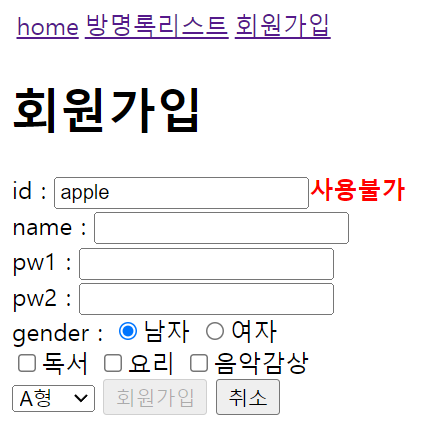 home 방명록리스트 회원가입
회원가입
id : apple 사용불가
name :
pw1 :
pw2 :
gender : 남자 여자
독서 요리 음악감상
A형 회원가입 취소